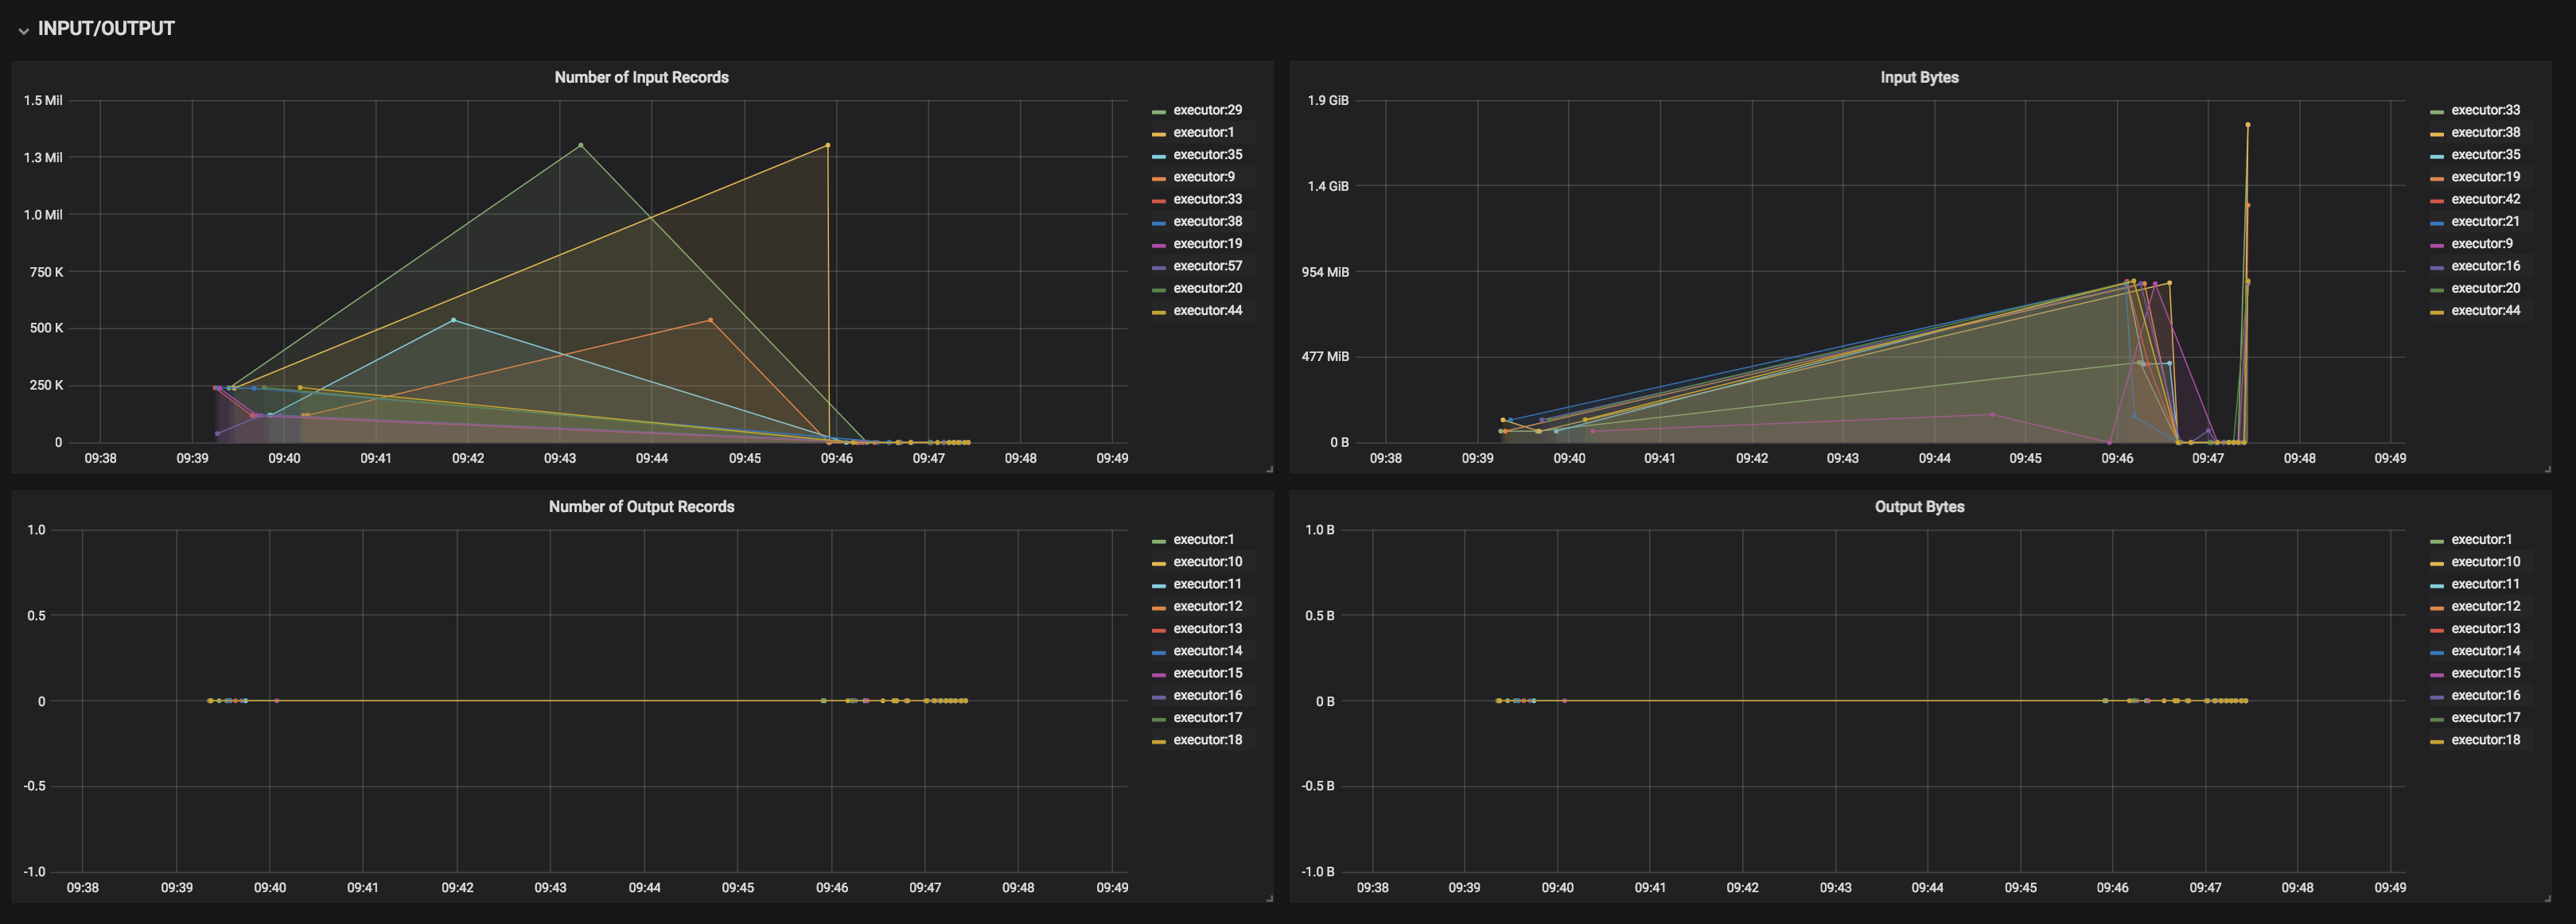 INPUT/OUTPUT
Number of Input Records
1.5 Mil
1.3 Mil
1.0 Mil
750 K
500 K
250 K
0
09:38 09:39 09:40 09:41 09:42 09:43 09:44 09:45 09:46 09:47 09:48 09:49
executor:29
executor:1
executor:35
executor:9
executor:33
executor:38
executor:19
executor:57
executor:20
executor:44
Input Bytes
1.9 GiB
1.4 GiB
954 MiB
477 MiB
0 B
09:38 09:39 09:40 09:41 09:42 09:43 09:44 09:45 09:46 09:47 09:48 09:49
executor:33
executor:38
executor:35
executor:19
executor:42
executor:21
executor:9
executor:16
executor:20
executor:44
Number of Output Records
1.0
0.5
0
-0.5
-1.0
09:38 09:39 09:40 09:41 09:42 09:43 09:44 09:45 09:46 09:47 09:48 09:49
executor:1
executor:10
executor:11
executor:12
executor:13
executor:14
executor:15
executor:16
executor:17
executor:18
Output Bytes
1.0 B
0.5 B
0 B
-0.5 B
-1.0 B
09:38 09:39 09:40 09:41 09:42 09:43 09:44 09:45 09:46 09:47 09:48 09:49
executor:1
executor:10
executor:11
executor:12
executor:13
executor:14
executor:15
executor:16
executor:17
executor:18